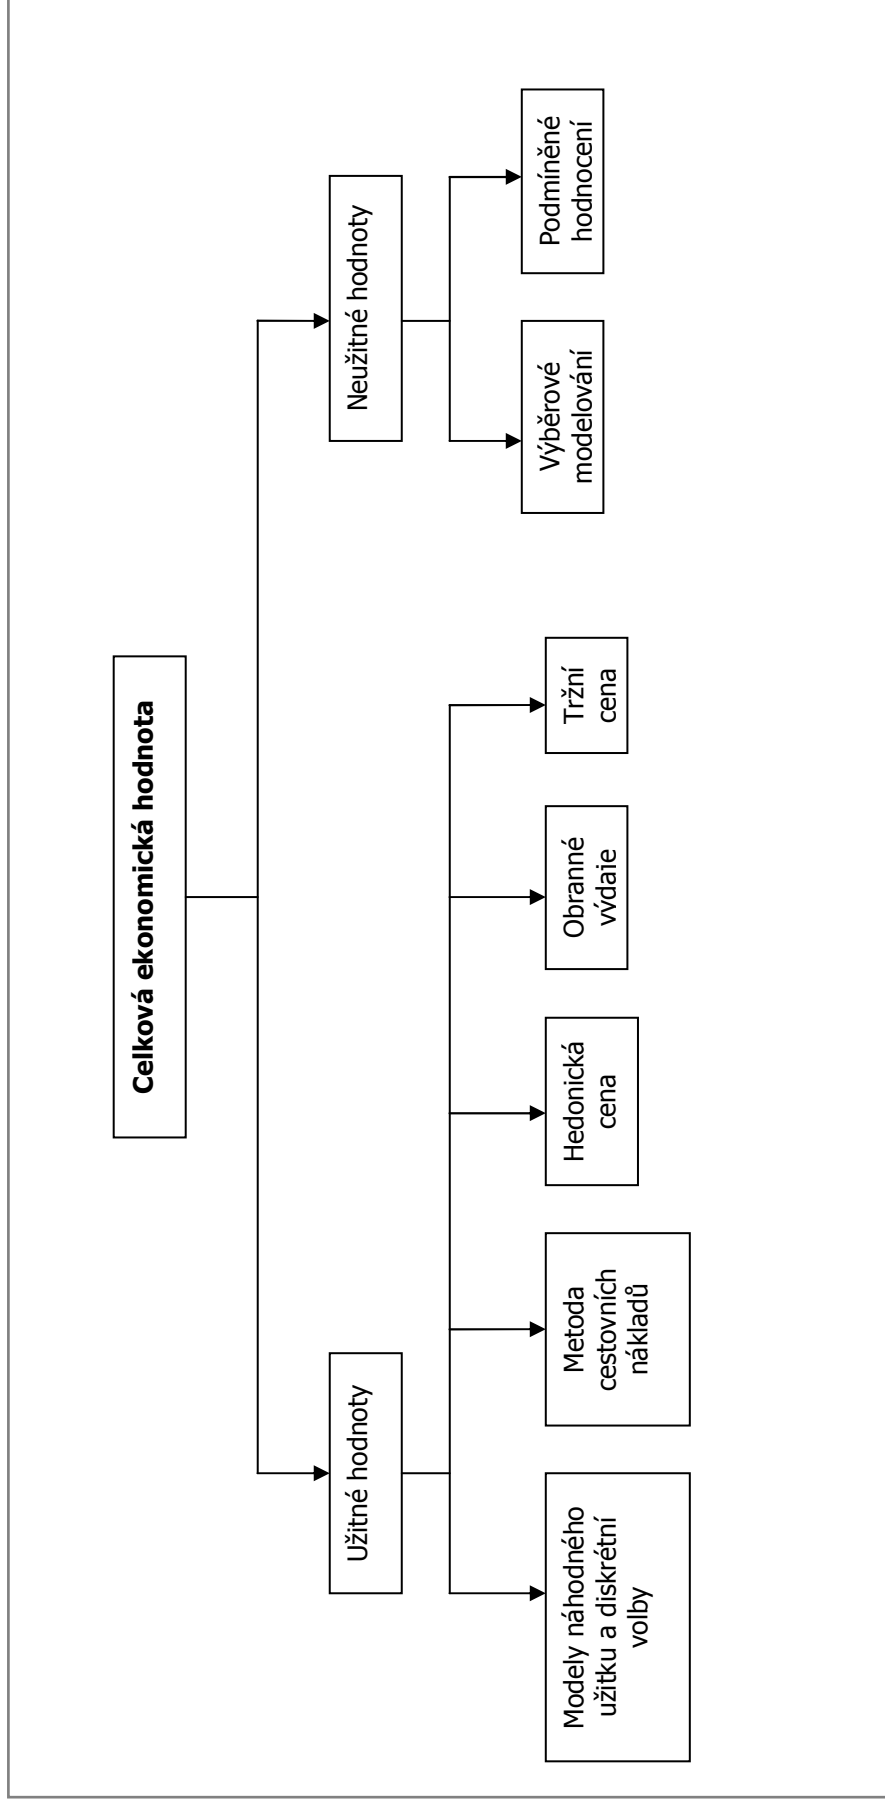 Celková ekonomická hodnota
Užitné hodnoty
Neužitné hodnoty
Modely náhodného
užitku a diskrétní
volby
Metoda
cestovních
nákladů
Hedonická
cena
Obranné
výdaie
Tržní
cena
Výběrové
modelování
Podmíněné
hodnocení